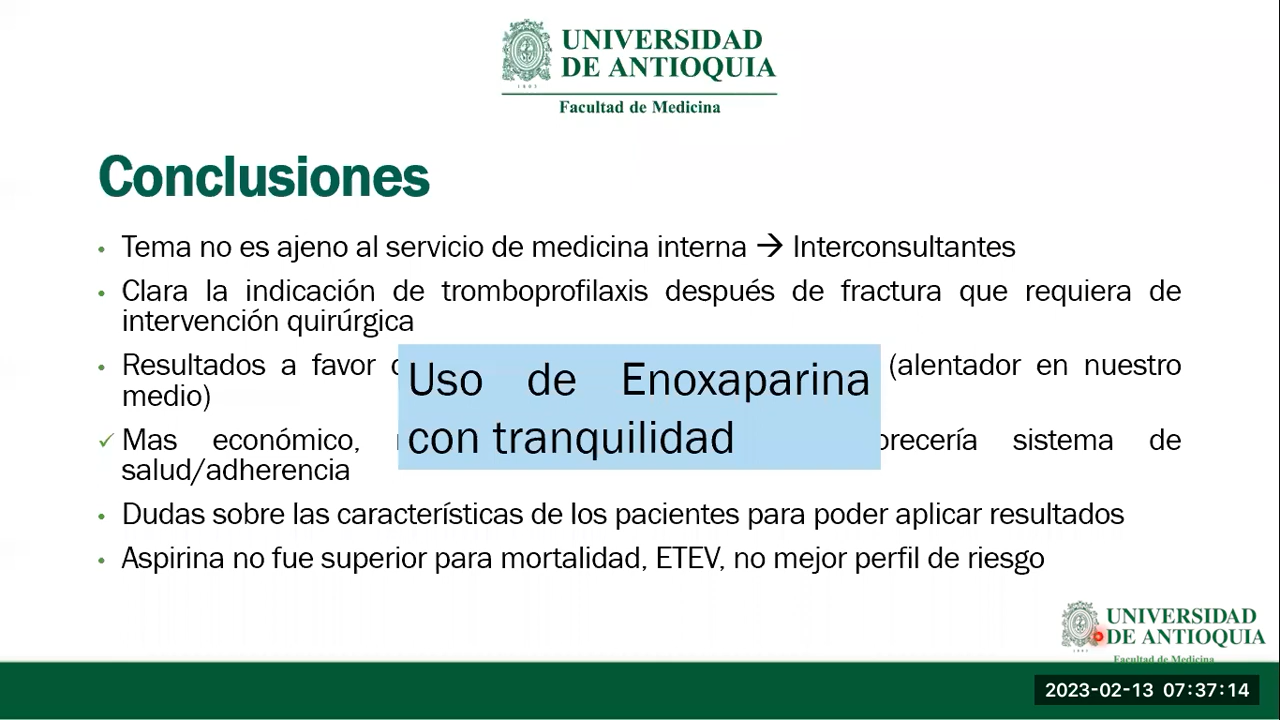 UNIVERSIDAD
DE ANTIOQUIA
1803
Facultad de Medicina
Conclusiones
• Tema no es ajeno al servicio de medicina interna → Interconsultantes
• Clara la indicación de tromboprofilaxis después de fractura que requiera de
intervención quirúrgica
• Resultados a favor (alentador en nuestro
medio)
Uso de Enoxaparina
con tranquilidad
✓ Mas económico, sistema de
salud/adherencia
• Dudas sobre las características de los pacientes para poder aplicar resultados
• Aspirina no fue superior para mortalidad, ETEV, no mejor perfil de riesgo
UNIVERSIDAD
DE ANTIOQUIA
Facultad de Medicina
2023-02-13 07:37:14